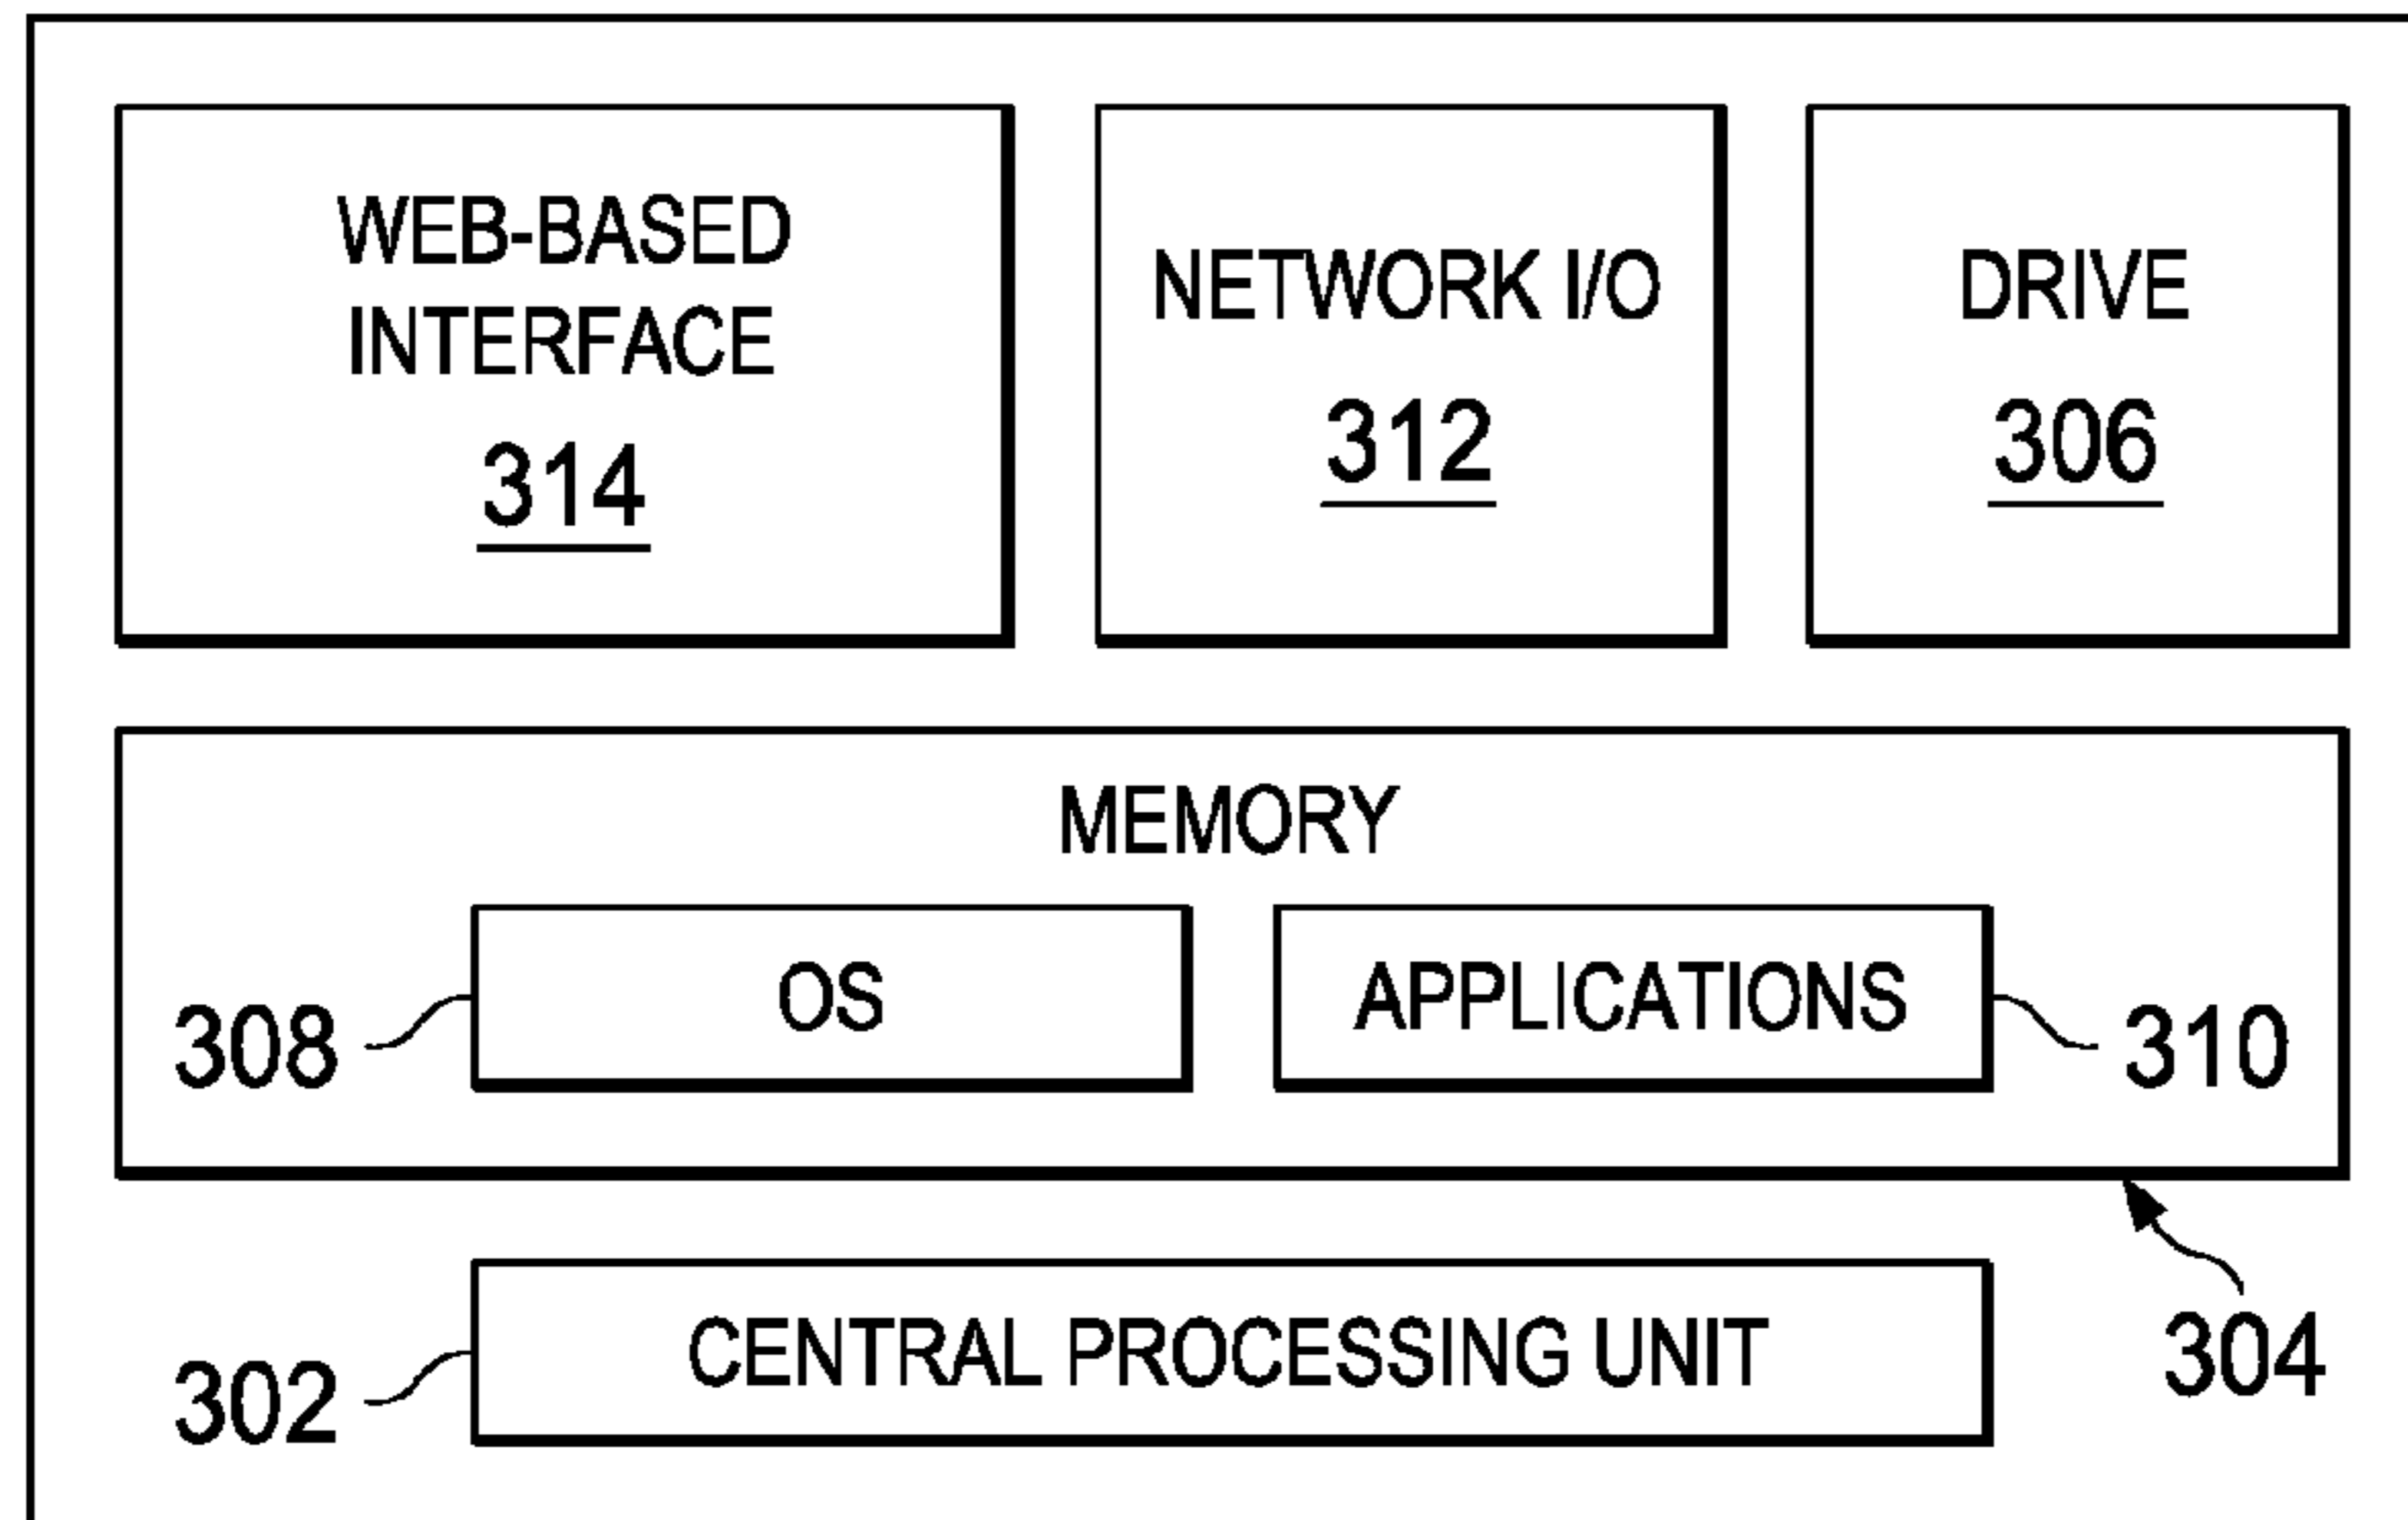 WEB-BASED
INTERFACE
314
NETWORK I/O
312
DRIVE
306
MEMORY
308
OS
APPLICATIONS
310
302
CENTRAL PROCESSING UNIT
304